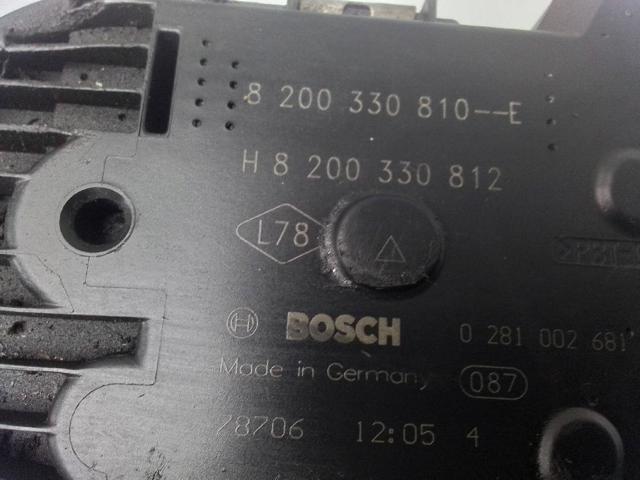 8 200 330 810--E
H 8 200 330 812
L78
BOSCH 0 281 002 681
Made in Germany 087
78706 12:05 4